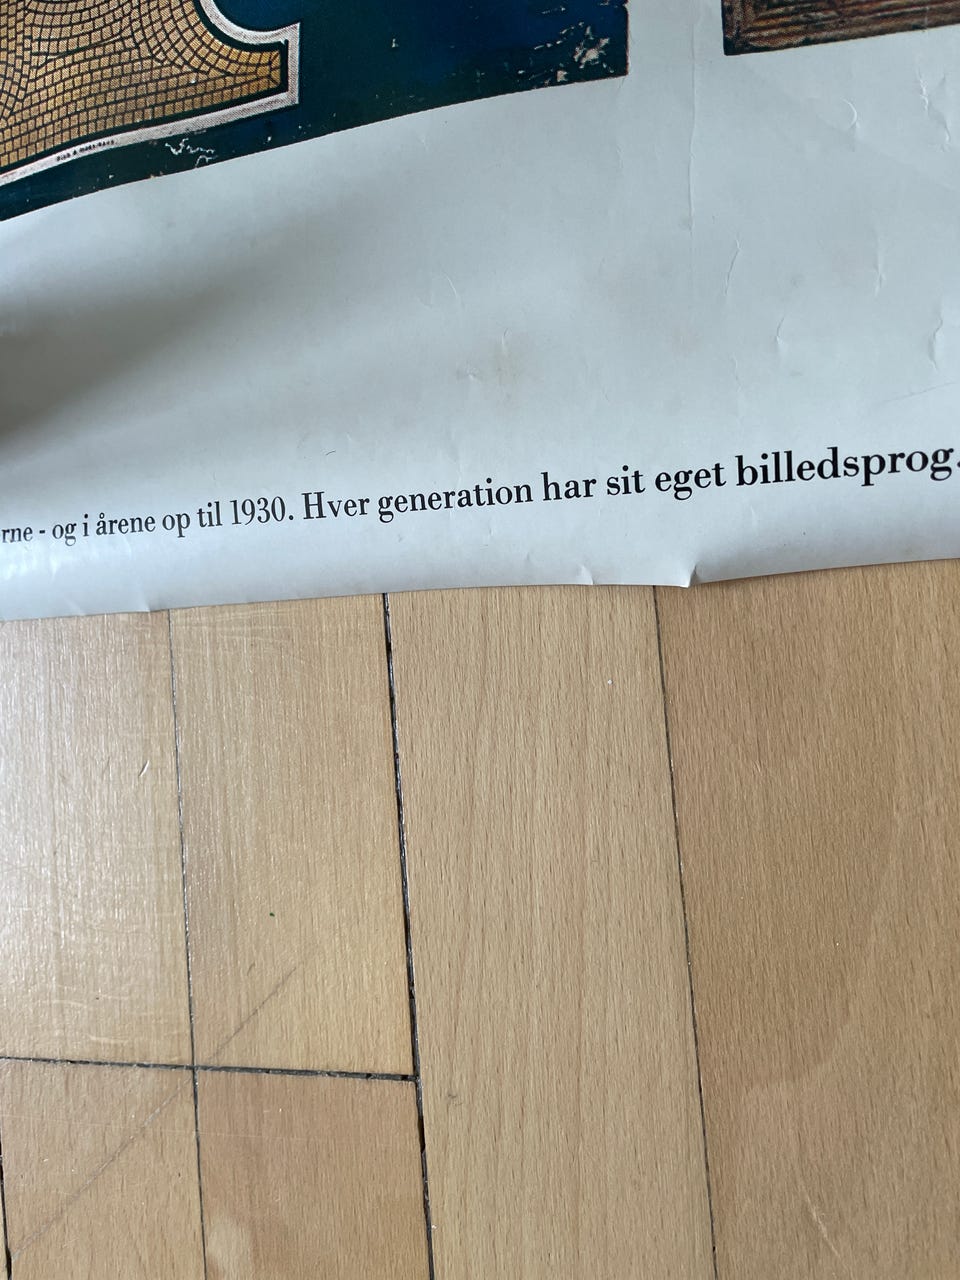 rne - og i årene op til 1930. Hver generation har sit eget billedsprog.